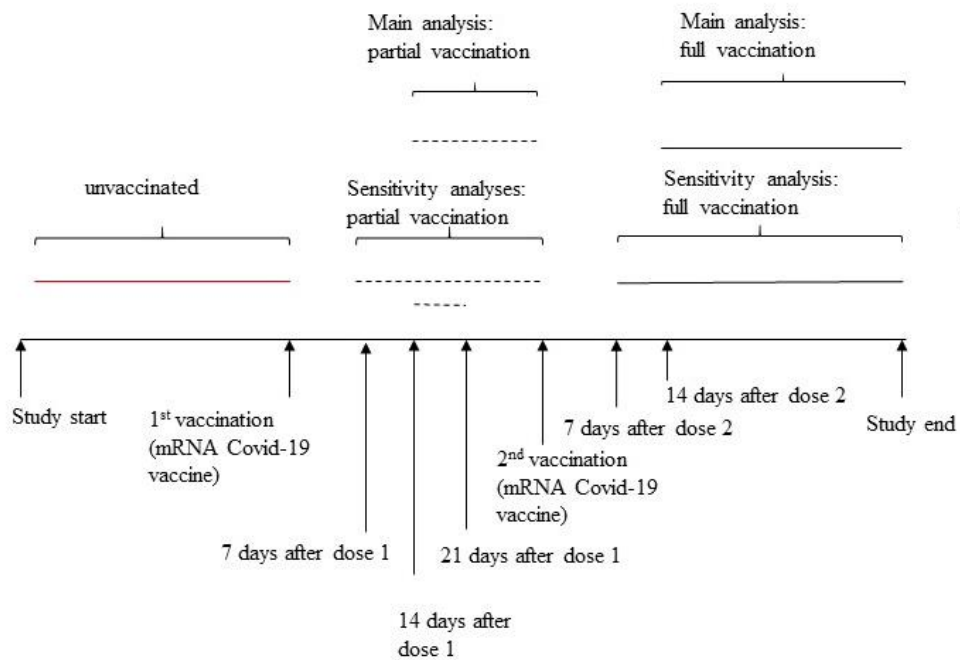 Main analysis:
partial vaccination
Main analysis:
full vaccination
unvaccinated
Sensitivity analyses:
partial vaccination
Sensitivity analysis:
full vaccination
Study start
1st vaccination
(mRNA Covid-19
vaccine)
7 days after dose 1
14 days after
dose 1
21 days after dose 1
2nd vaccination
(mRNA Covid-19
vaccine)
7 days after dose 2
14 days after dose 2
Study end